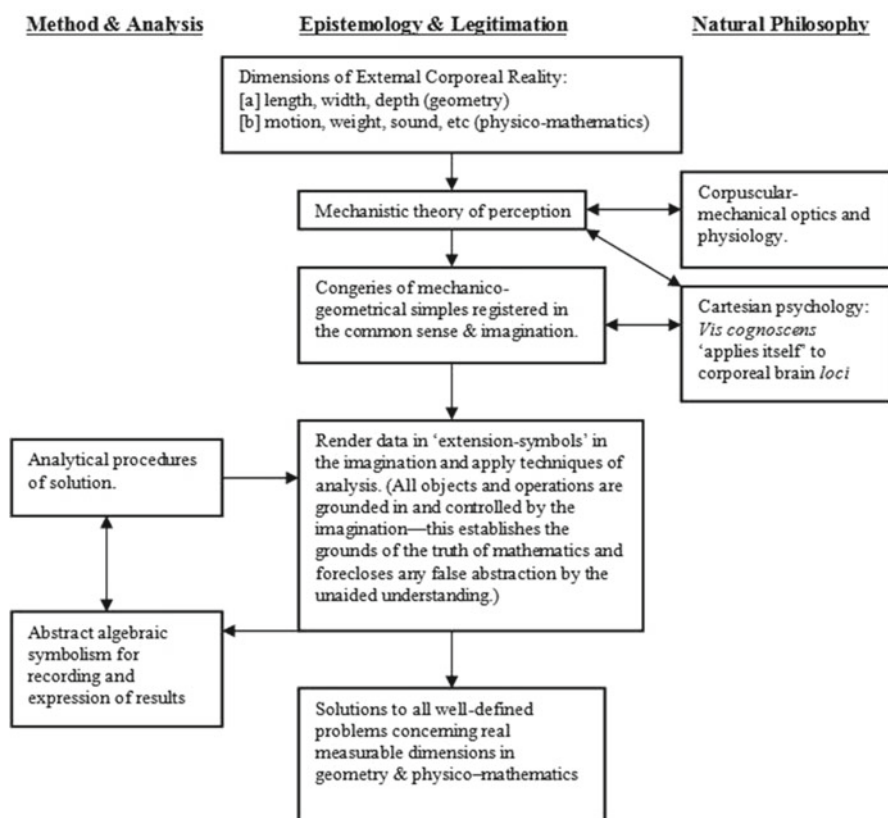 Method & Analysis
Epistemology & Legitimation
Natural Philosophy
Dimensions of External Corporeal Reality:
[a] length, width, depth (geometry)
[b] motion, weight, sound, etc (physico-mathematics)
Mechanistic theory of perception
Corpuscular-
mechanical optics and
physiology.
Congeries of mechanico-
geometrical simples registered in
the common sense & imagination.
Cartesian psychology:
Vis cognoscens
‘applies itself’ to
corporeal brain loci
Analytical procedures
of solution.
Render data in ‘extension-symbols’ in
the imagination and apply techniques of
analysis. (All objects and operations are
grounded in and controlled by the
imagination—this establishes the
grounds of the truth of mathematics and
forecloses any false abstraction by the
unaided understanding.)
Abstract algebraic
symbolism for
recording and
expression of results
Solutions to all well-defined
problems concerning real
measurable dimensions in
geometry & physico–mathematics